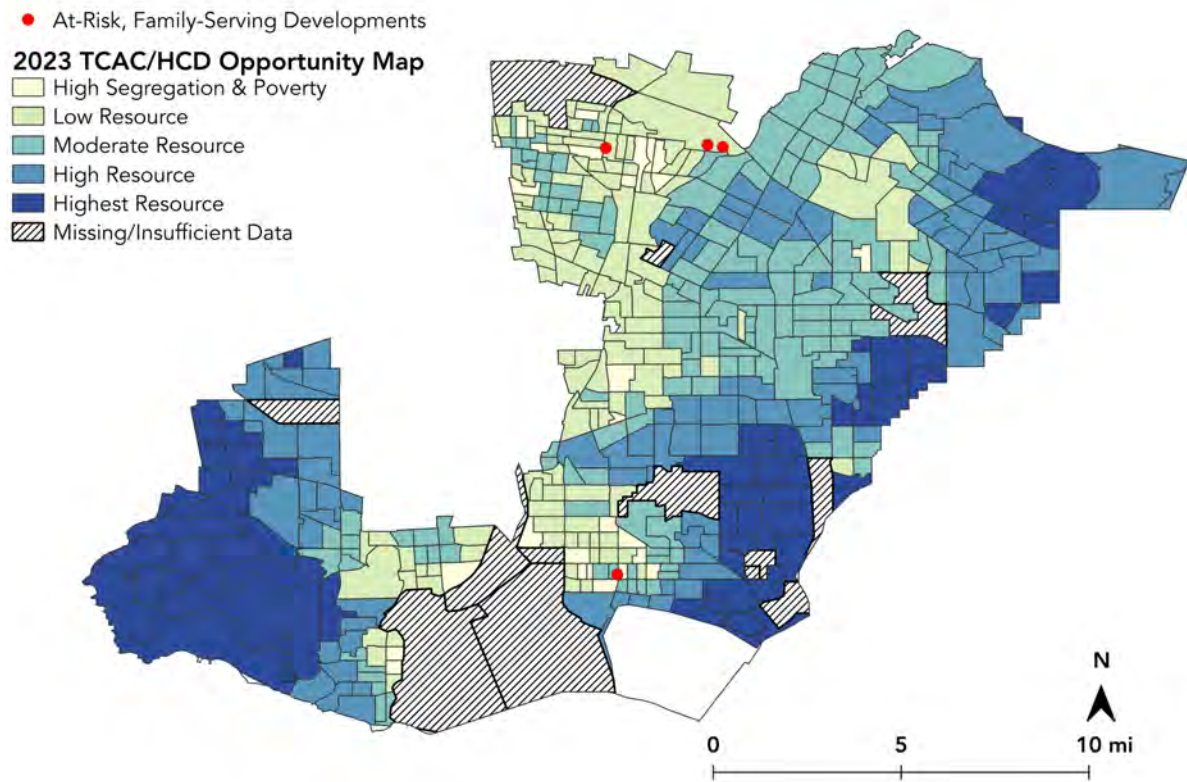 At-Risk, Family-Serving Developments
2023 TCAC/HCD Opportunity Map
High Segregation & Poverty
Low Resource
Moderate Resource
High Resource
Highest Resource
Missing/Insufficient Data
N
0 5 10 mi